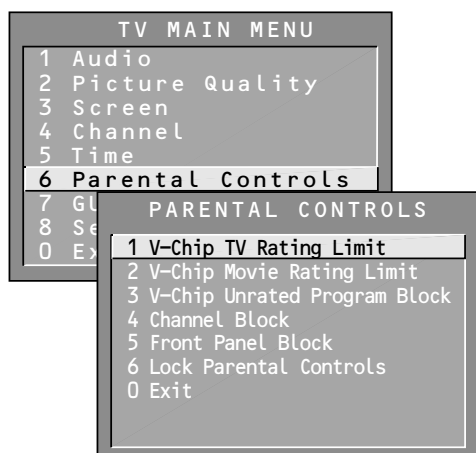 TV MAIN MENU
1 Audio
2 Picture Quality
3 Screen
4 Channel
5 Time
6 Parental Controls
7
8
0
PARENTAL CONTROLS
1 V-Chip TV Rating Limit
2 V-Chip Movie Rating Limit
3 V-Chip Unrated Program Block
4 Channel Block
5 Front Panel Block
6 Lock Parental Controls
0 Exit